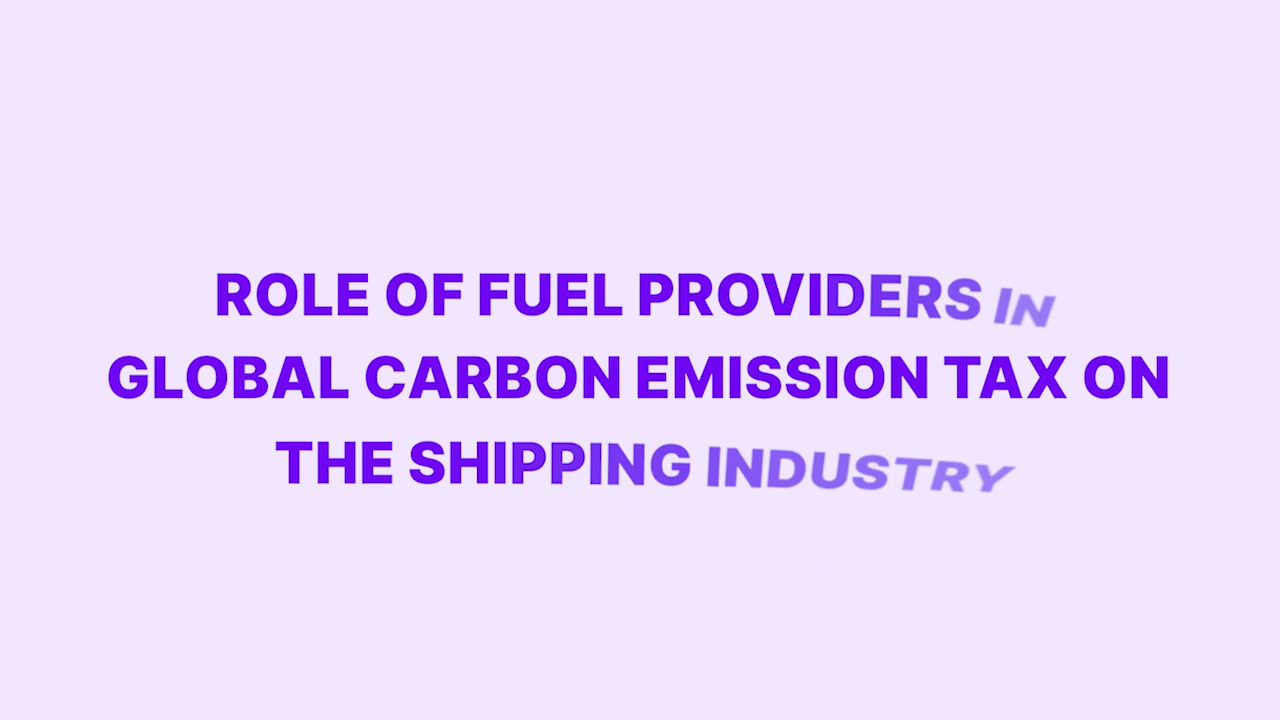 ROLE OF FUEL PROVIDERS IN
GLOBAL CARBON EMISSION TAX ON
THE SHIPPING INDUSTRY